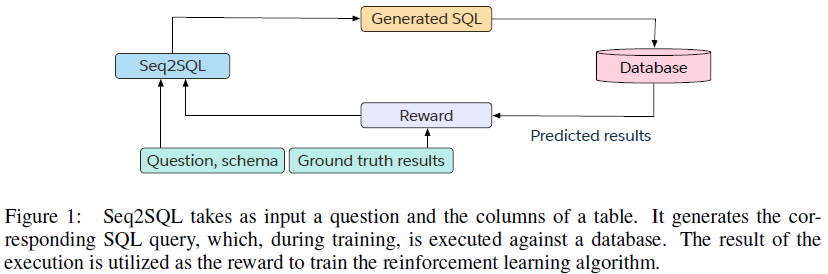 Generated SQL
Seq2SQL
Database
Reward
Predicted results
Question, schema
Ground truth results
Figure 1: Seq2SQL takes as input a question and the columns of a table. It generates the cor-
responding SQL query, which, during training, is executed against a database. The result of the
execution is utilized as the reward to train the reinforcement learning algorithm.